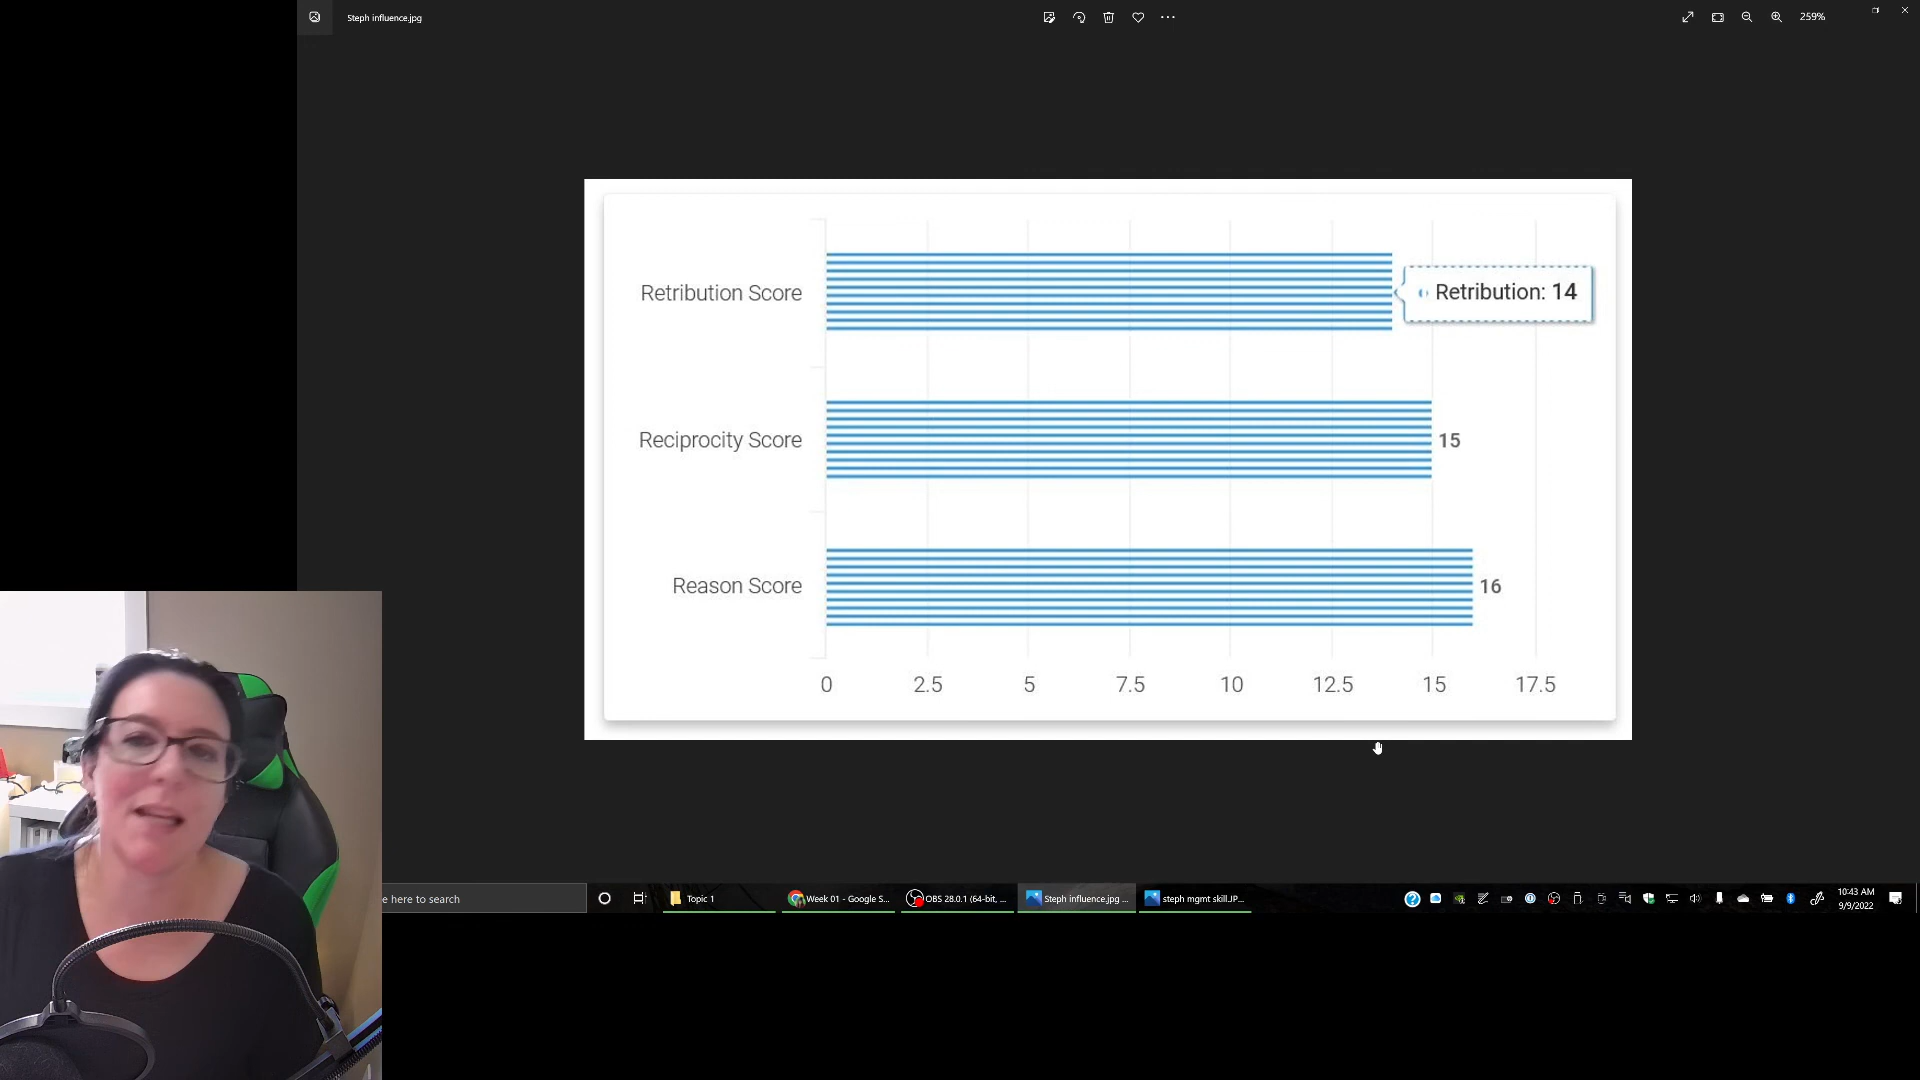 Steph influence.jpg
259%
Retribution Score
Retribution: 14
Reciprocity Score
15
Reason Score
16
0 2.5 5 7.5 10 12.5 15 17.5
e here to search
Topic 1
Week 01 - Google S...
OBS 28.0.1 (64-bit, ...
Steph influence.jpg ...
steph mgmt skill.JP...
10:43 AM
9/9/2022